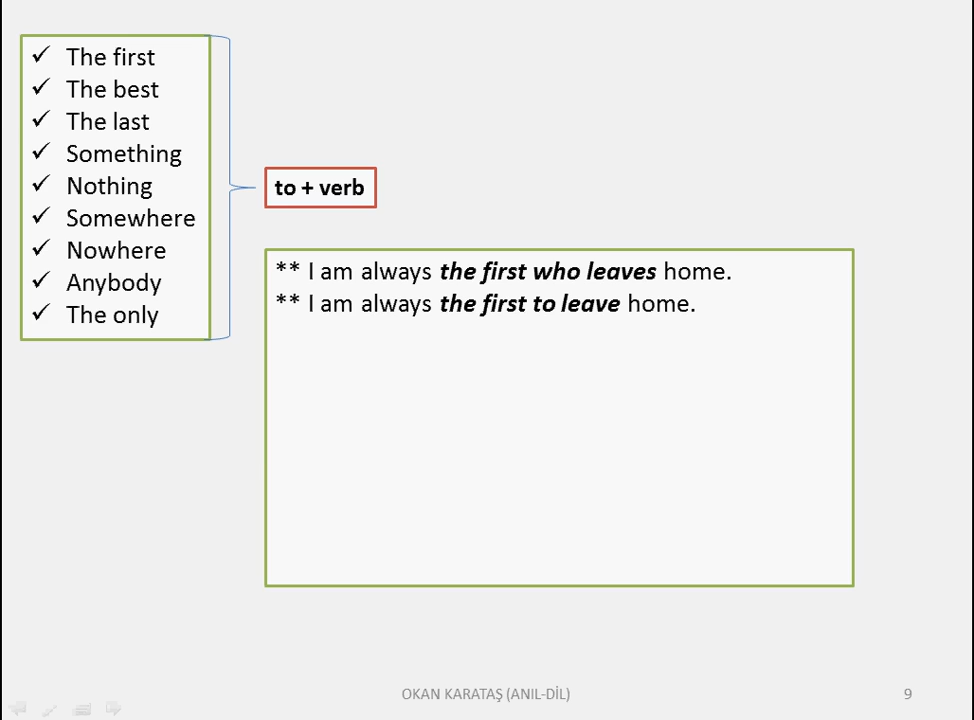 The first
The best
The last
Something
Nothing
Somewhere
Nowhere
Anybody
The only
to + verb
** I am always the first who leaves home.
** I am always the first to leave home.
OKAN KARATAŞ (ANIL-DİL)
9